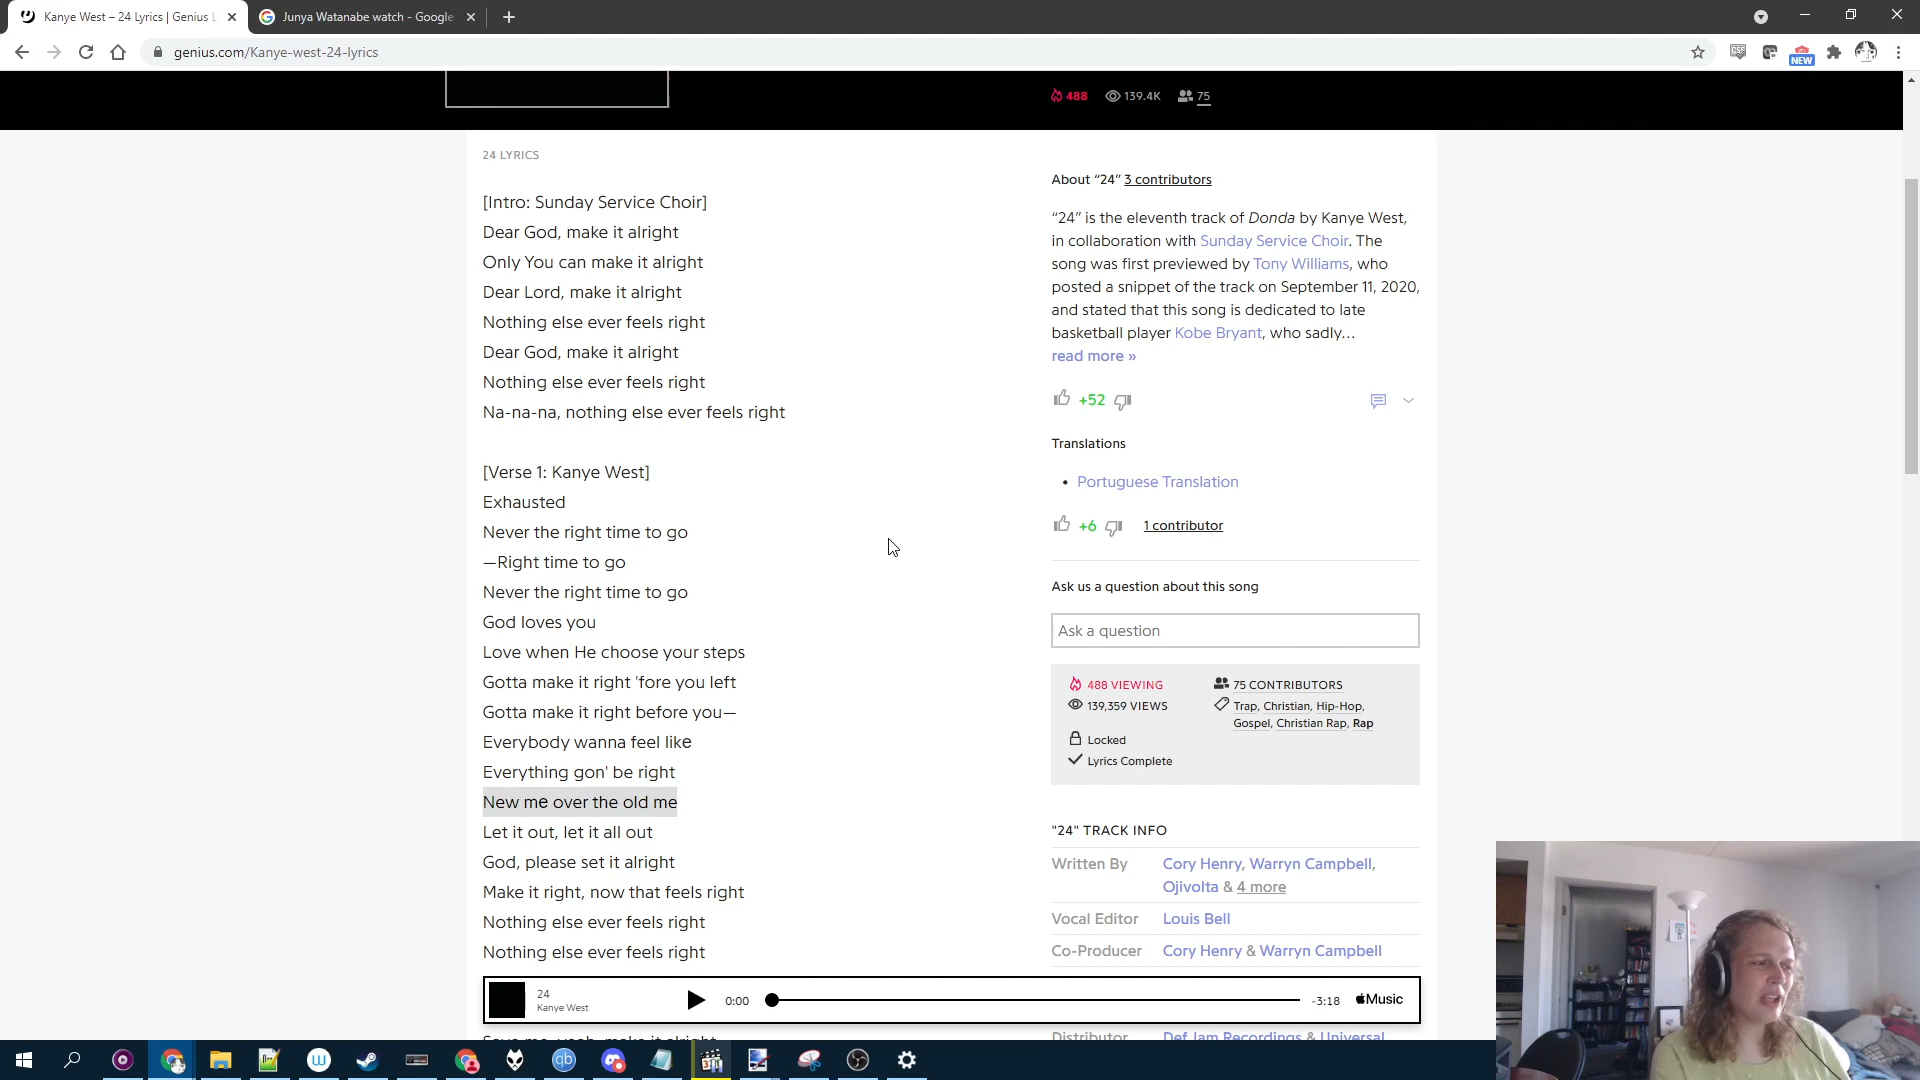 Kanye West – 24 Lyrics | Genius L
Junya Watanabe watch - Google
genius.com/Kanye-west-24-lyrics
NEW
488
139.4K
75
24 LYRICS
[Intro: Sunday Service Choir]
Dear God, make it alright
Only You can make it alright
Dear Lord, make it alright
Nothing else ever feels right
Dear God, make it alright
Nothing else ever feels right
Na-na-na, nothing else ever feels right
[Verse 1: Kanye West]
Exhausted
Never the right time to go
—Right time to go
Never the right time to go
God loves you
Love when He choose your steps
Gotta make it right 'fore you left
Gotta make it right before you—
Everybody wanna feel like
Everything gon' be right
New me over the old me
Let it out, let it all out
God, please set it alright
Make it right, now that feels right
Nothing else ever feels right
Nothing else ever feels right
About “24” 3 contributors
“24” is the eleventh track of Donda by Kanye West,
in collaboration with Sunday Service Choir. The
song was first previewed by Tony Williams, who
posted a snippet of the track on September 11, 2020,
and stated that this song is dedicated to late
basketball player Kobe Bryant, who sadly…
read more »
+52
Translations
• Portuguese Translation
+6
1 contributor
Ask us a question about this song
Ask a question
488 VIEWING
139,359 VIEWS
Locked
Lyrics Complete
75 CONTRIBUTORS
Trap, Christian, Hip-Hop,
Gospel, Christian Rap, Rap
"24" TRACK INFO
Written By
Cory Henry, Warryn Campbell,
Ojivolta & 4 more
Vocal Editor
Louis Bell
Co-Producer
Cory Henry & Warryn Campbell
Distributor
Def Jam Recordings & Universal
24
Kanye West
0:00
-3:18
Music
Save me, yeah, make it alright